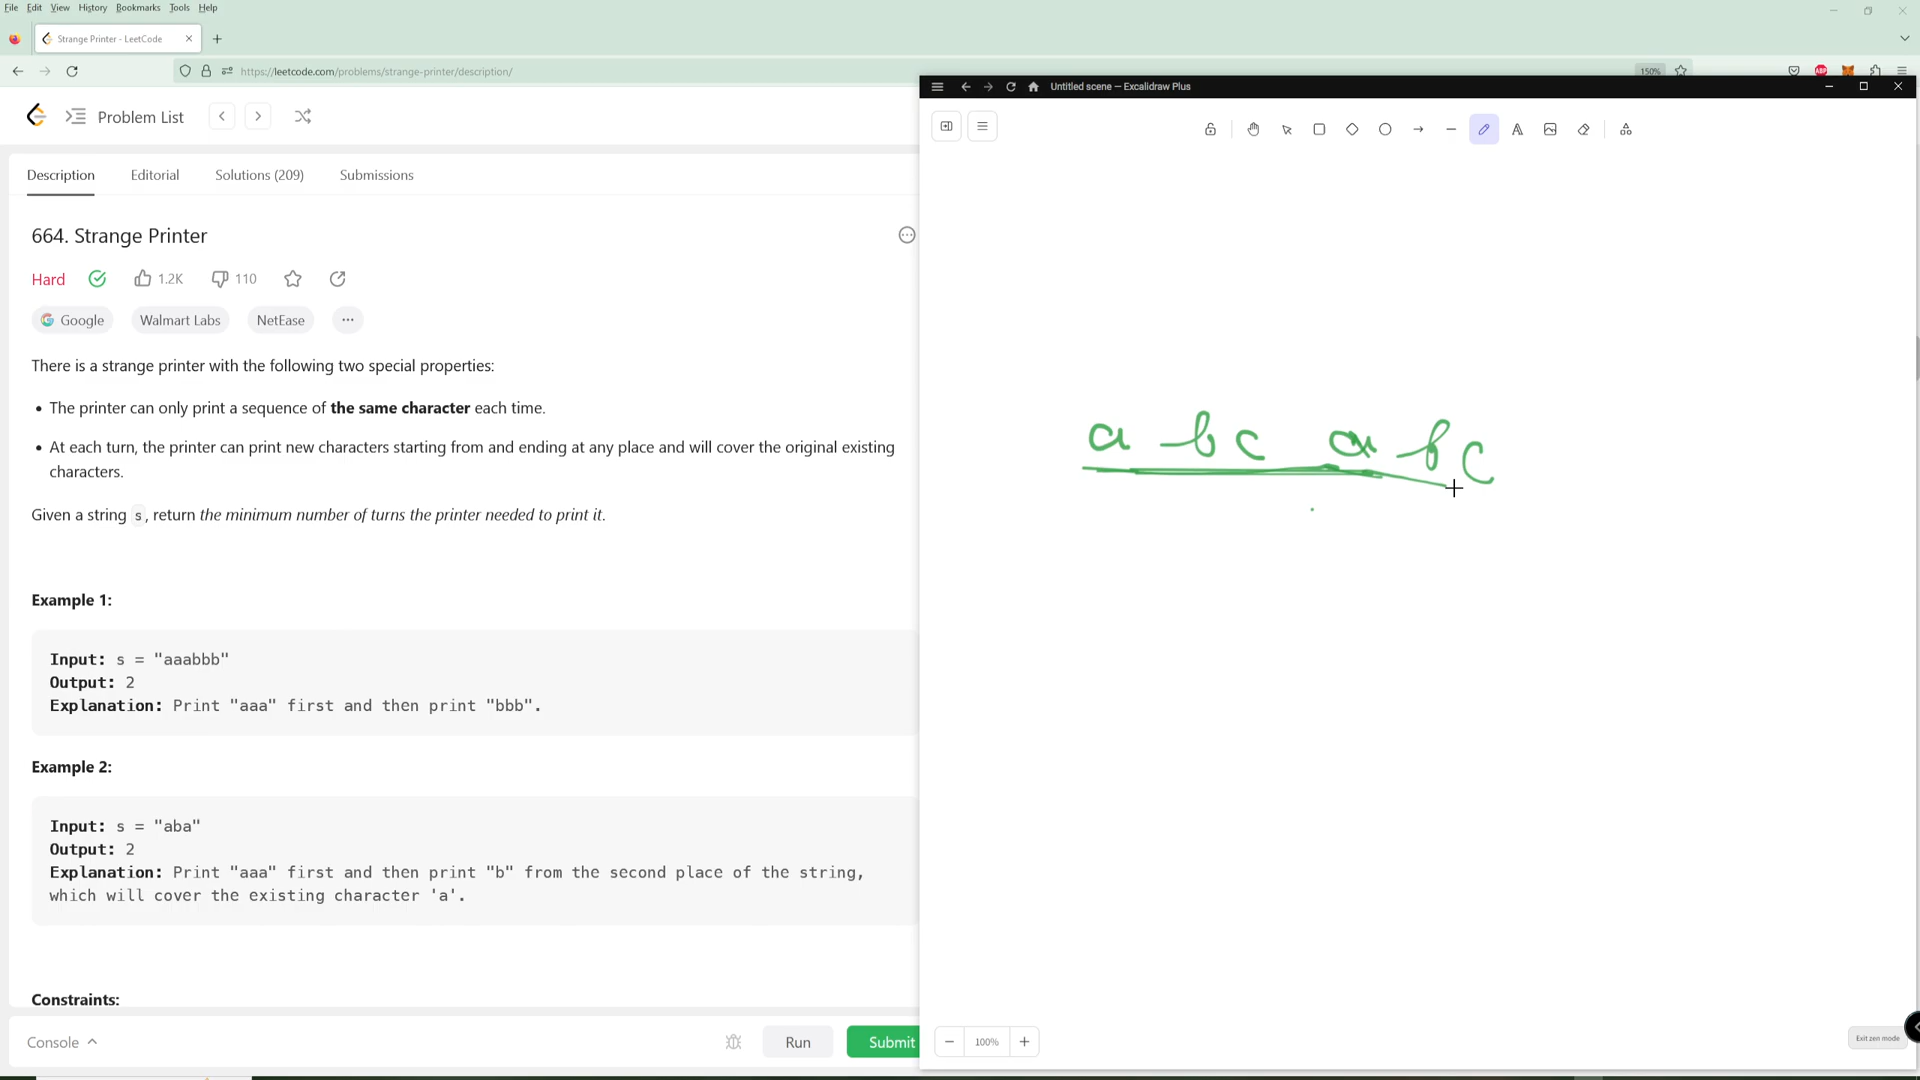 File Edit View History Bookmarks Tools Help
Strange Printer - LeetCode
https://leetcode.com/problems/strange-printer/description/
150%
ABP
Untitled scene — Excalidraw Plus
Problem List
Description Editorial Solutions (209) Submissions
664. Strange Printer
Hard 1.2K 110
Google Walmart Labs NetEase
There is a strange printer with the following two special properties:
• The printer can only print a sequence of the same character each time.
• At each turn, the printer can print new characters starting from and ending at any place and will cover the original existing
characters.
Given a string s, return the minimum number of turns the printer needed to print it.
Example 1:
Input: s = "aaabbb"
Output: 2
Explanation: Print "aaa" first and then print "bbb".
Example 2:
Input: s = "aba"
Output: 2
Explanation: Print "aaa" first and then print "b" from the second place of the string,
which will cover the existing character 'a'.
Constraints:
Console
Run
Submit
a b c a b c
100%
Exit zen mode